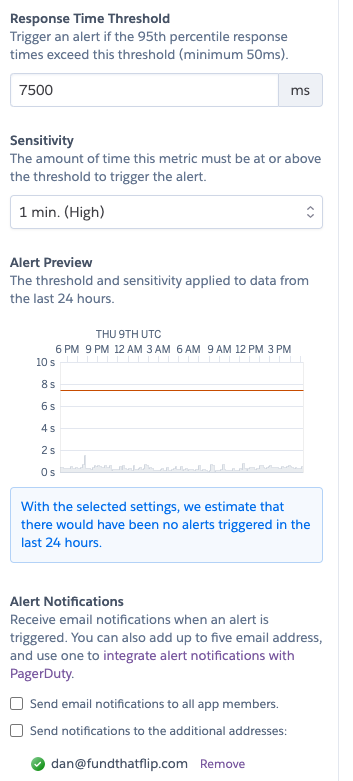 Response Time Threshold
Trigger an alert if the 95th percentile response
times exceed this threshold (minimum 50ms).
7500 ms
Sensitivity
The amount of time this metric must be at or above
the threshold to trigger the alert.
1 min. (High)
Alert Preview
The threshold and sensitivity applied to data from
the last 24 hours.
THU 9TH UTC
6 PM 9 PM 12 AM 3 AM 6 AM 9 AM 12 PM 3 PM
10 s
8 s
6 s
4 s
2 s
0 s
With the selected settings, we estimate that
there would have been no alerts triggered in the
last 24 hours.
Alert Notifications
Receive email notifications when an alert is
triggered. You can also add up to five email address,
and use one to integrate alert notifications with
PagerDuty.
Send email notifications to all app members.
Send notifications to the additional addresses:
dan@fundthatflip.com Remove